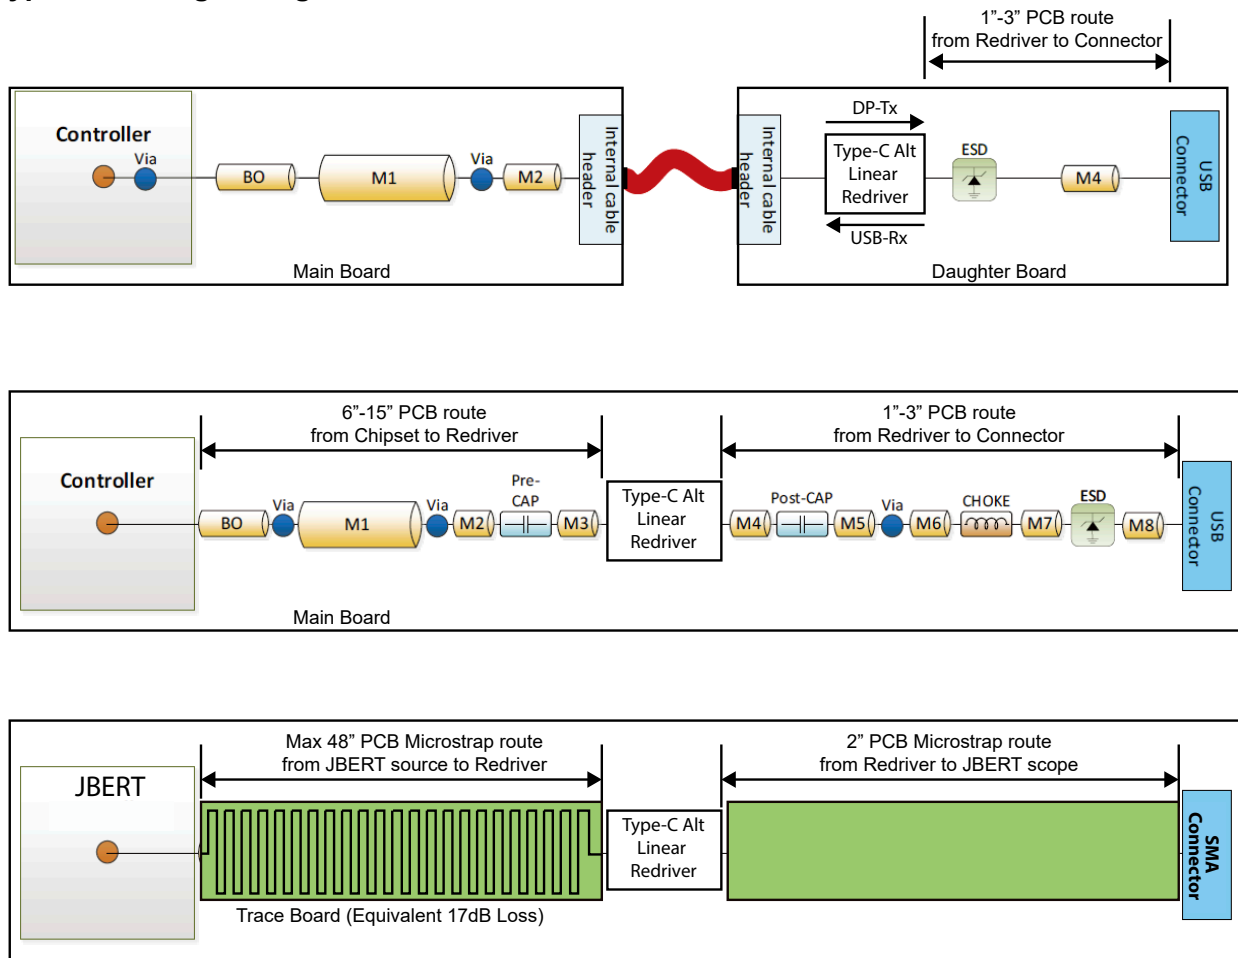 1”-3” PCB route
from Redriver to Connector
DP-Tx
Controller
Via
BO
M1
Via
M2
Internal cable
header
Internal cable
header
Type-C Alt
Linear
Redriver
ESD
M4
USB
Connector
USB-Rx
Main Board
Daughter Board
6”-15” PCB route
from Chipset to Redriver
1”-3” PCB route
from Redriver to Connector
Controller
BO
Via
M1
Via
M2
Pre-
CAP
M3
Type-C Alt
Linear
Redriver
M4
Post-CAP
M5
Via
M6
CHOKE
M7
ESD
M8
USB
Connector
Main Board
Max 48” PCB Microstrap route
from JBERT source to Redriver
2” PCB Microstrap route
from Redriver to JBERT scope
JBERT
Type-C Alt
Linear
Redriver
SMA
Connector
Trace Board (Equivalent 17dB Loss)